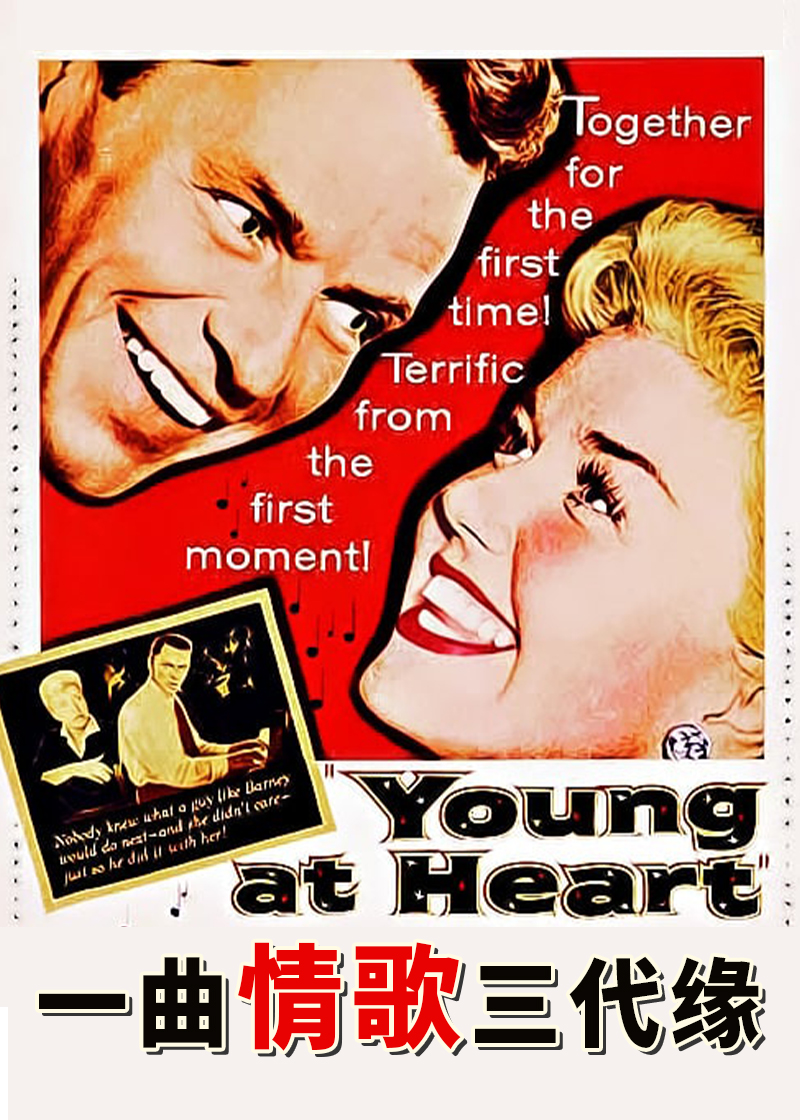 Together
for
the
first
time!
Terrific
from
the
first
moment!
Nobody knew what a guy like Barney
would do next—and she didn't care—
just so he did it with her!
"Young
at Heart"
一曲情歌三代缘